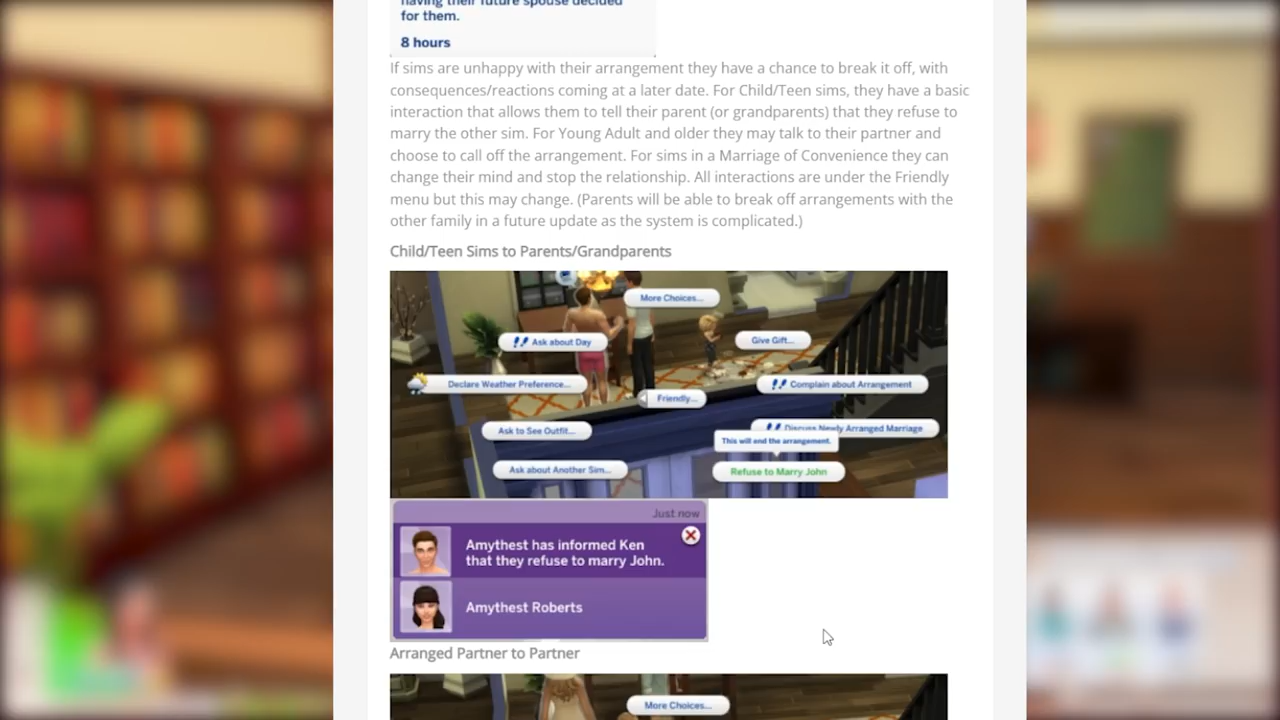 having their future spouse decided
for them.
8 hours
If sims are unhappy with their arrangement they have a chance to break it off, with
consequences/reactions coming at a later date. For Child/Teen sims, they have a basic
interaction that allows them to tell their parent (or grandparents) that they refuse to
marry the other sim. For Young Adult and older they may talk to their partner and
choose to call off the arrangement. For sims in a Marriage of Convenience they can
change their mind and stop the relationship. All interactions are under the Friendly
menu but this may change. (Parents will be able to break off arrangements with the
other family in a future update as the system is complicated.)
Child/Teen Sims to Parents/Grandparents
More Choices...
Ask about Day
Give Gift...
Declare Weather Preference...
Complain about Arrangement
Friendly...
Ask to See Outfit...
Discuss Newly Arranged Marriage
This will end the arrangement.
Ask about Another Sim...
Refuse to Marry John
Just now
Amythest has informed Ken
that they refuse to marry John.
Amythest Roberts
Arranged Partner to Partner
More Choices...